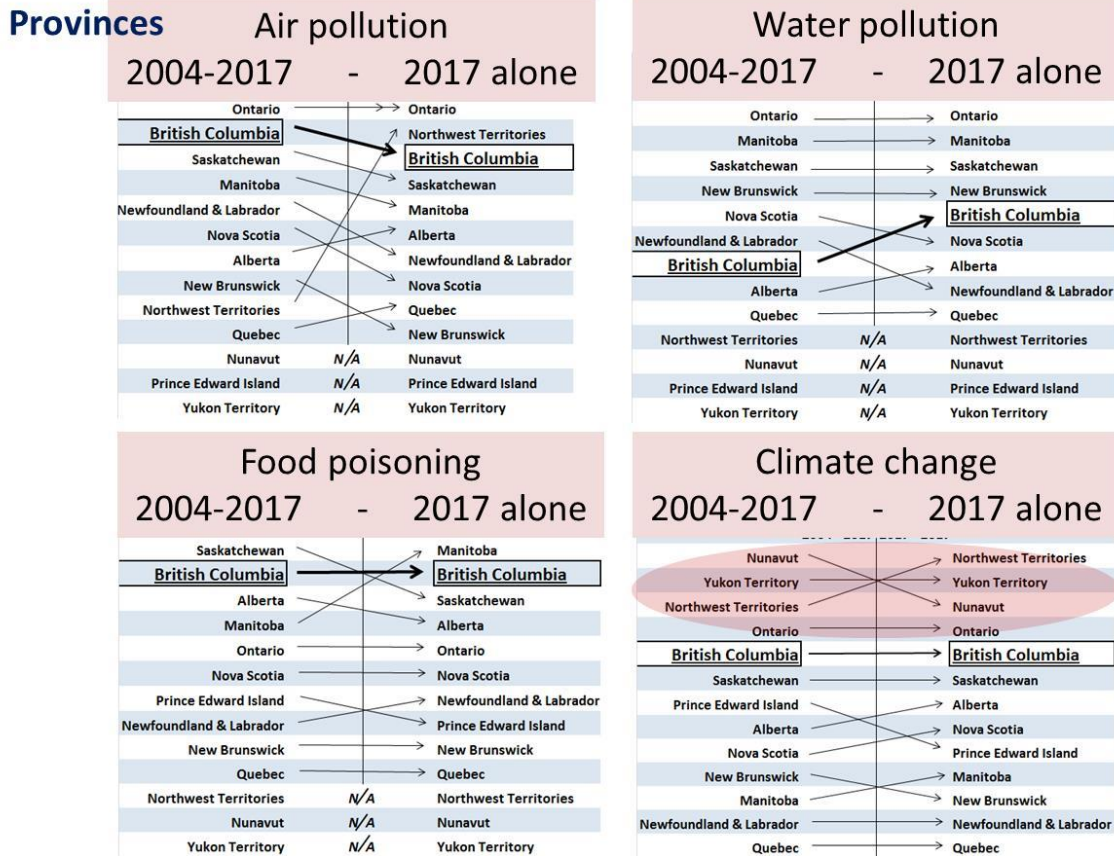 Provinces
Air pollution
2004-2017 - 2017 alone
Ontario Ontario
British Columbia Northwest Territories
Saskatchewan British Columbia
Manitoba Saskatchewan
Newfoundland & Labrador Manitoba
Nova Scotia Alberta
Alberta Newfoundland & Labrador
New Brunswick Nova Scotia
Northwest Territories Quebec
Quebec New Brunswick
Nunavut N/A Nunavut
Prince Edward Island N/A Prince Edward Island
Yukon Territory N/A Yukon Territory
Water pollution
2004-2017 - 2017 alone
Ontario Ontario
Manitoba Manitoba
Saskatchewan Saskatchewan
New Brunswick New Brunswick
Nova Scotia British Columbia
Newfoundland & Labrador Nova Scotia
British Columbia Alberta
Alberta Newfoundland & Labrador
Quebec Quebec
Northwest Territories N/A Northwest Territories
Nunavut N/A Nunavut
Prince Edward Island N/A Prince Edward Island
Yukon Territory N/A Yukon Territory
Food poisoning
2004-2017 - 2017 alone
Saskatchewan Manitoba
British Columbia British Columbia
Alberta Saskatchewan
Manitoba Alberta
Ontario Ontario
Nova Scotia Nova Scotia
Prince Edward Island Newfoundland & Labrador
Newfoundland & Labrador Prince Edward Island
New Brunswick New Brunswick
Quebec Quebec
Northwest Territories N/A Northwest Territories
Nunavut N/A Nunavut
Yukon Territory N/A Yukon Territory
Climate change
2004-2017 - 2017 alone
Nunavut Northwest Territories
Yukon Territory Yukon Territory
Northwest Territories Nunavut
Ontario Ontario
British Columbia British Columbia
Saskatchewan Saskatchewan
Prince Edward Island Alberta
Alberta Nova Scotia
Nova Scotia Prince Edward Island
New Brunswick Manitoba
Manitoba New Brunswick
Newfoundland & Labrador Newfoundland & Labrador
Quebec Quebec